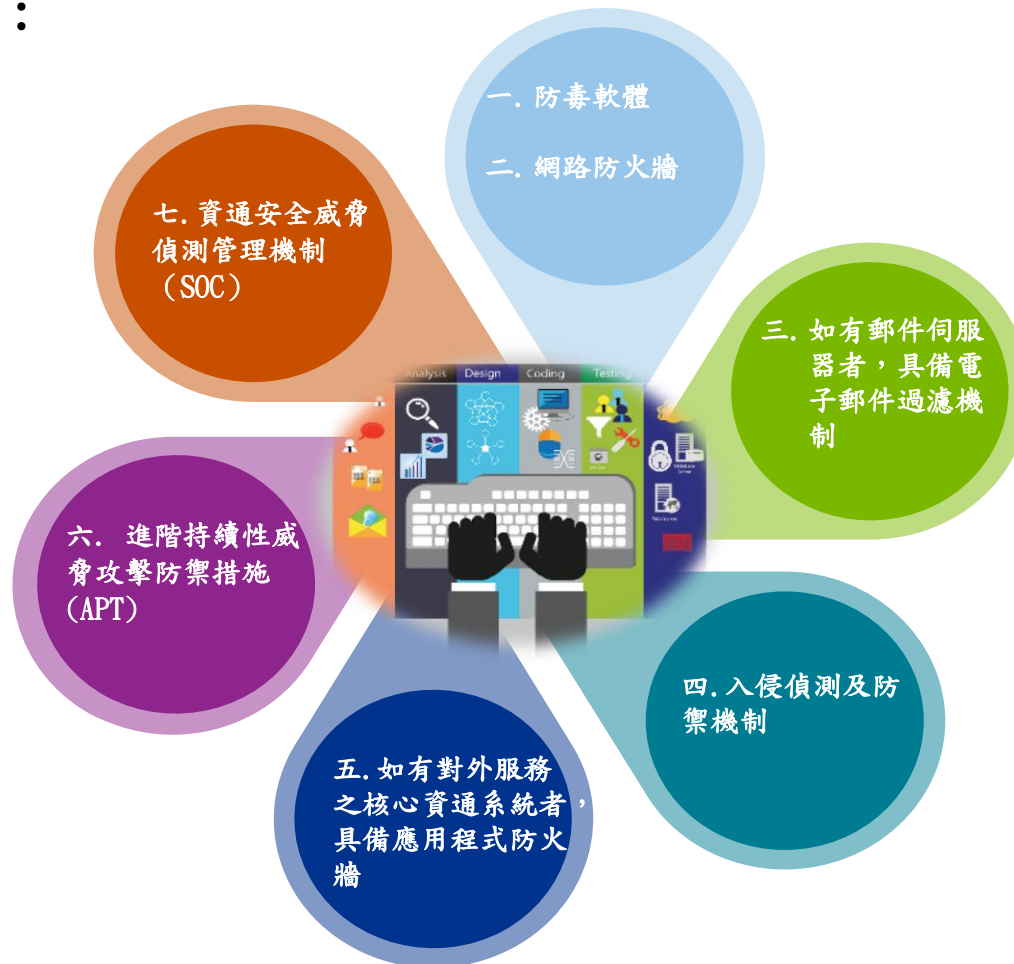 :
一. 防毒軟體
二. 網路防火牆
三. 如有郵件伺服
器者，具備電
子郵件過濾機
制
四. 入侵偵測及防
禦機制
五. 如有對外服務
之核心資通系統者，
具備應用程式防火
牆
六. 進階持續性威
脅攻擊防禦措施
(APT)
七. 資通安全威脅
偵測管理機制
（SOC）
Analysis Design Coding Testing